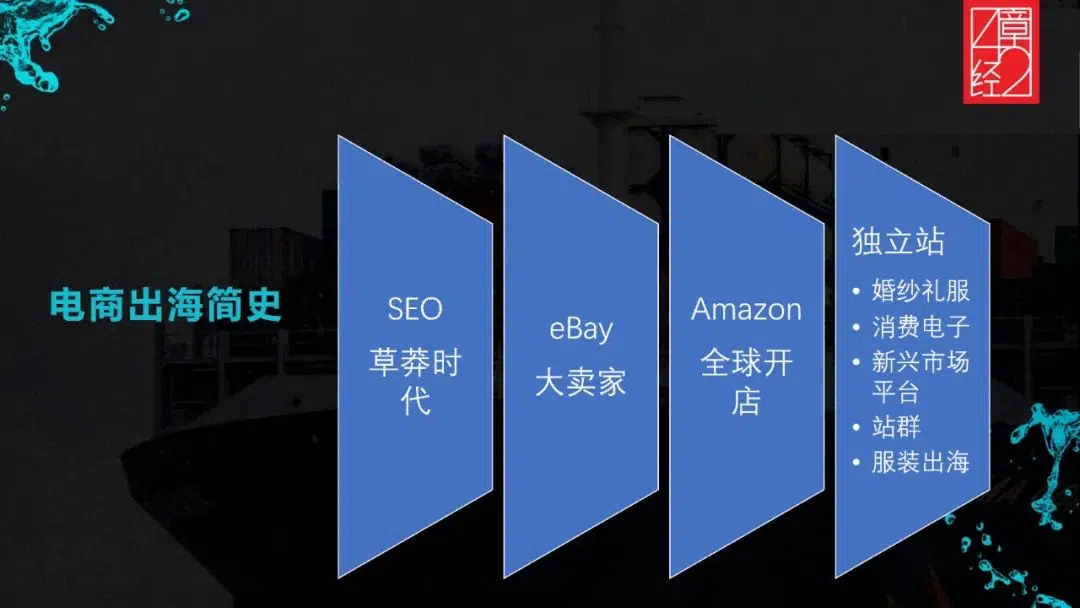 42章经
电商出海简史
SEO
草莽时
代
eBay
大卖家
Amazon
全球开
店
独立站
• 婚纱礼服
• 消费电子
• 新兴市场
平台
• 站群
• 服装出海